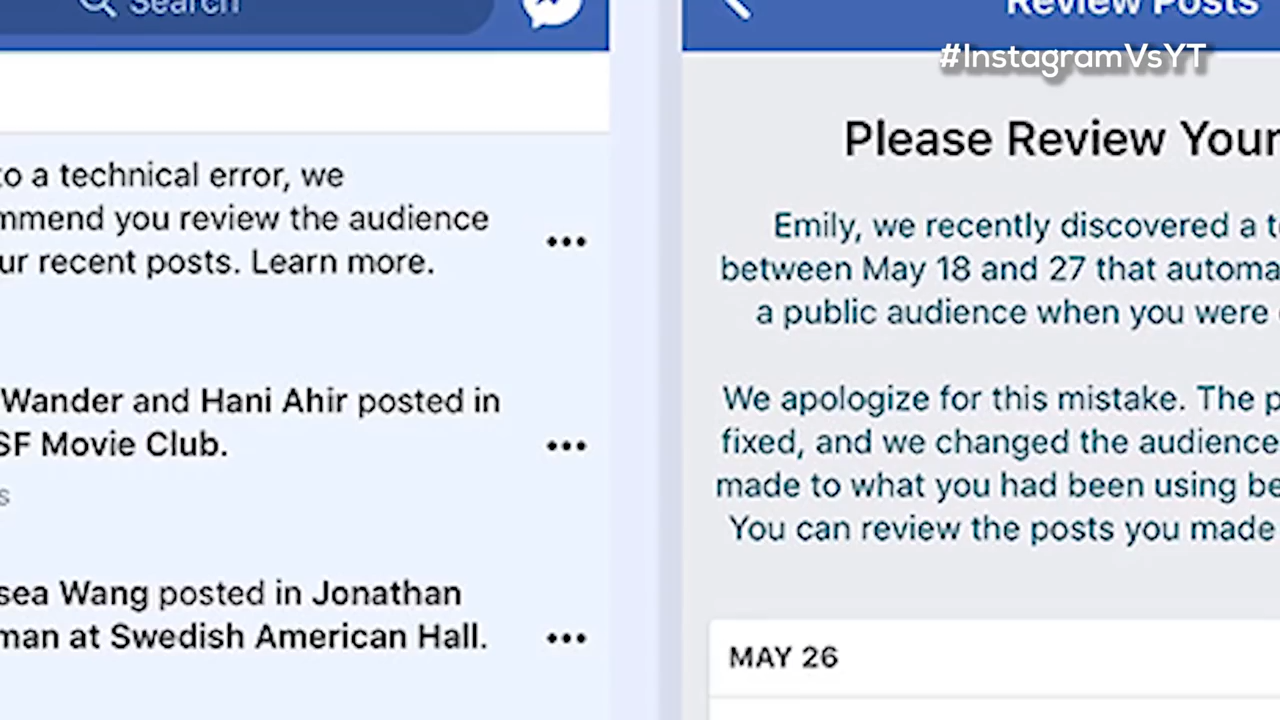 Search
to a technical error, we
mmend you review the audience
ur recent posts. Learn more.
Wander and Hani Ahir posted in
SF Movie Club.
s
sea Wang posted in Jonathan
man at Swedish American Hall.
Review Posts
#InstagramVsYT
Please Review Your
Emily, we recently discovered a te
between May 18 and 27 that automa
a public audience when you were
We apologize for this mistake. The p
fixed, and we changed the audience
made to what you had been using be
You can review the posts you made
MAY 26